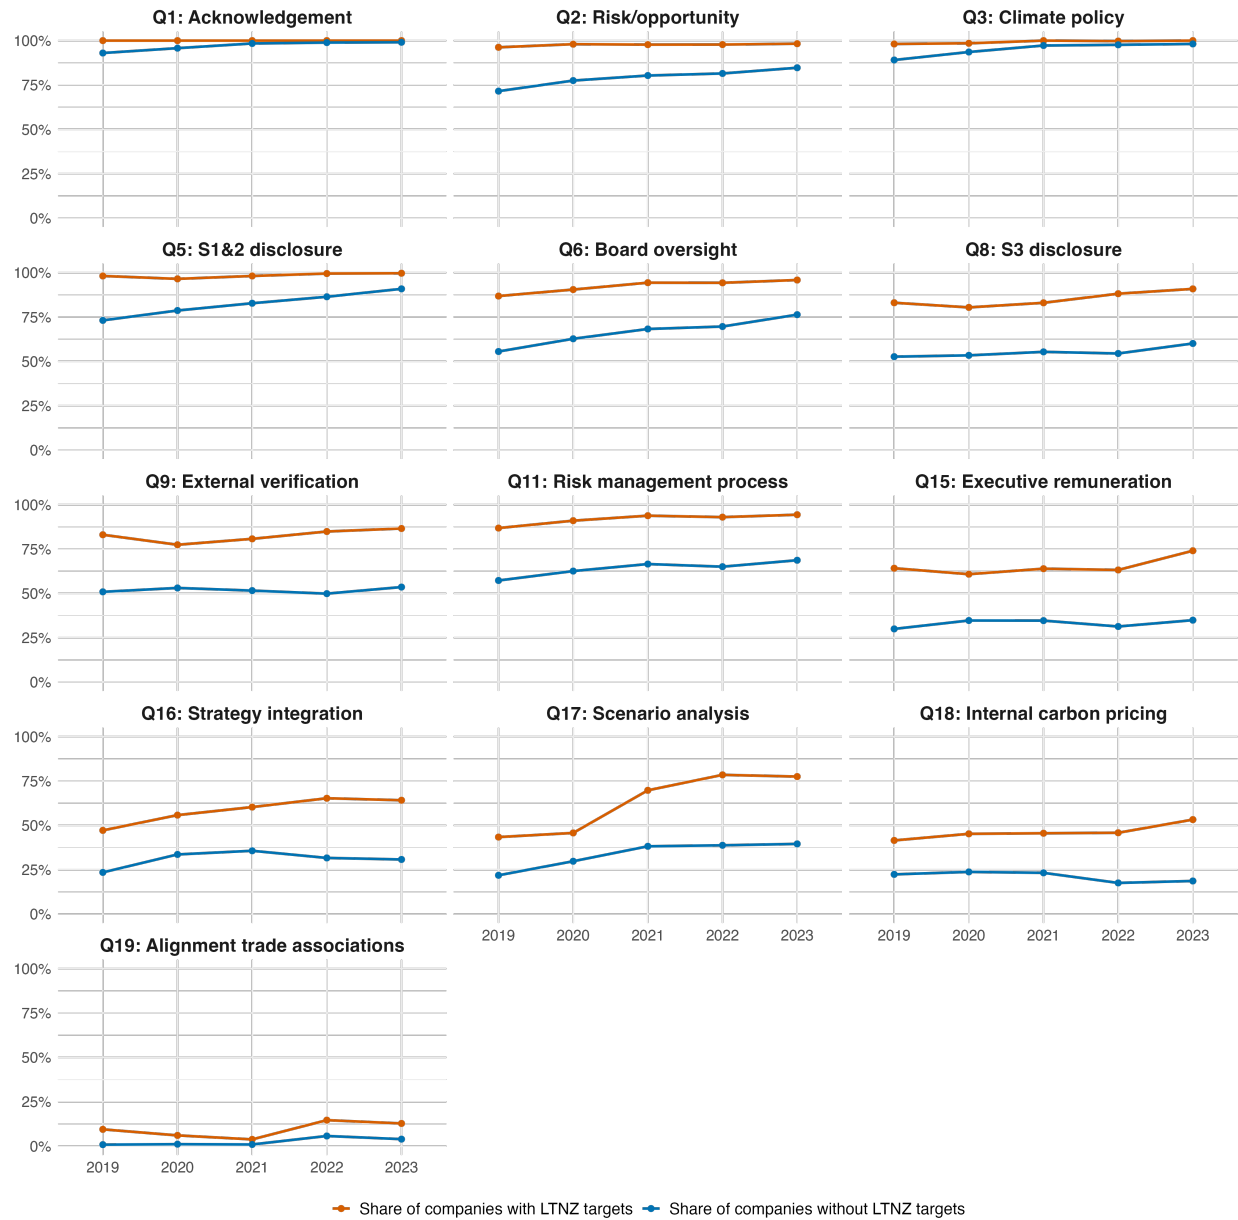 Q1: Acknowledgement
Q2: Risk/opportunity
Q3: Climate policy
100%
75%
50%
25%
0%
Q5: S1&2 disclosure
Q6: Board oversight
Q8: S3 disclosure
100%
75%
50%
25%
0%
Q9: External verification
Q11: Risk management process
Q15: Executive remuneration
100%
75%
50%
25%
0%
Q16: Strategy integration
Q17: Scenario analysis
Q18: Internal carbon pricing
100%
75%
50%
25%
0%
2019 2020 2021 2022 2023
2019 2020 2021 2022 2023
Q19: Alignment trade associations
100%
75%
50%
25%
0%
2019 2020 2021 2022 2023
Share of companies with LTNZ targets
Share of companies without LTNZ targets